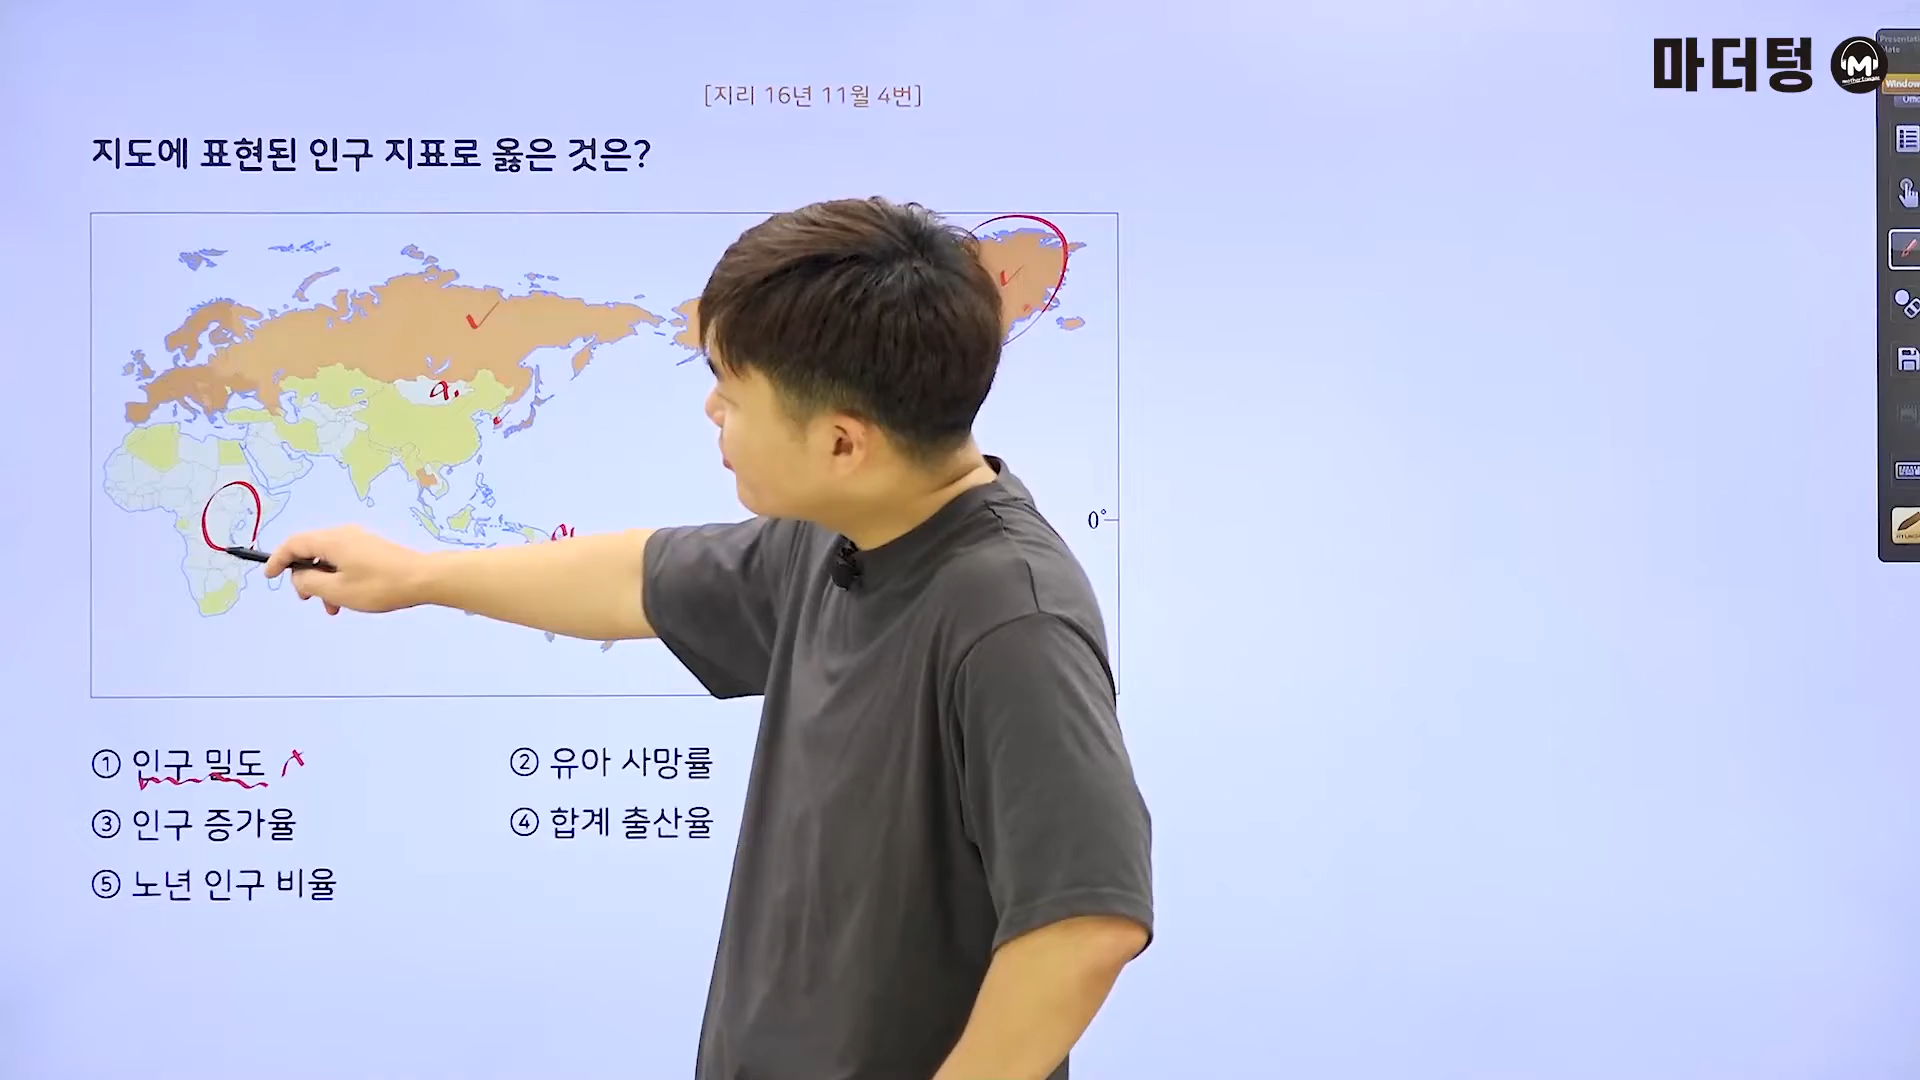 마더텅
[지리 16년 11월 4번]
지도에 표현된 인구 지표로 옳은 것은?
0°
① 인구 밀도
② 유아 사망률
③ 인구 증가율
④ 합계 출산율
⑤ 노년 인구 비율